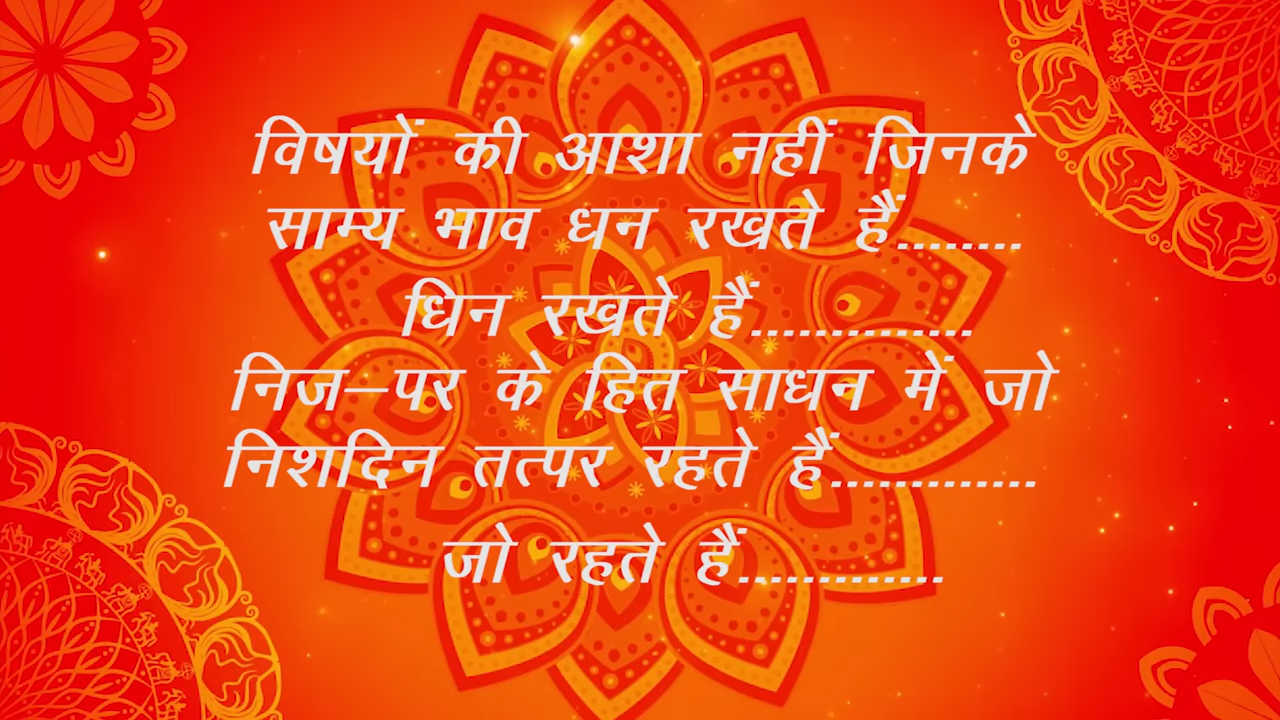 विषयों की आशा नहीं जिनके
साम्य भाव धन रखते हैं........
धिन रखते हैं..............
निज–पर के हित साधन में जो
निशदिन तत्पर रहते हैं.............
जो रहते हैं.............